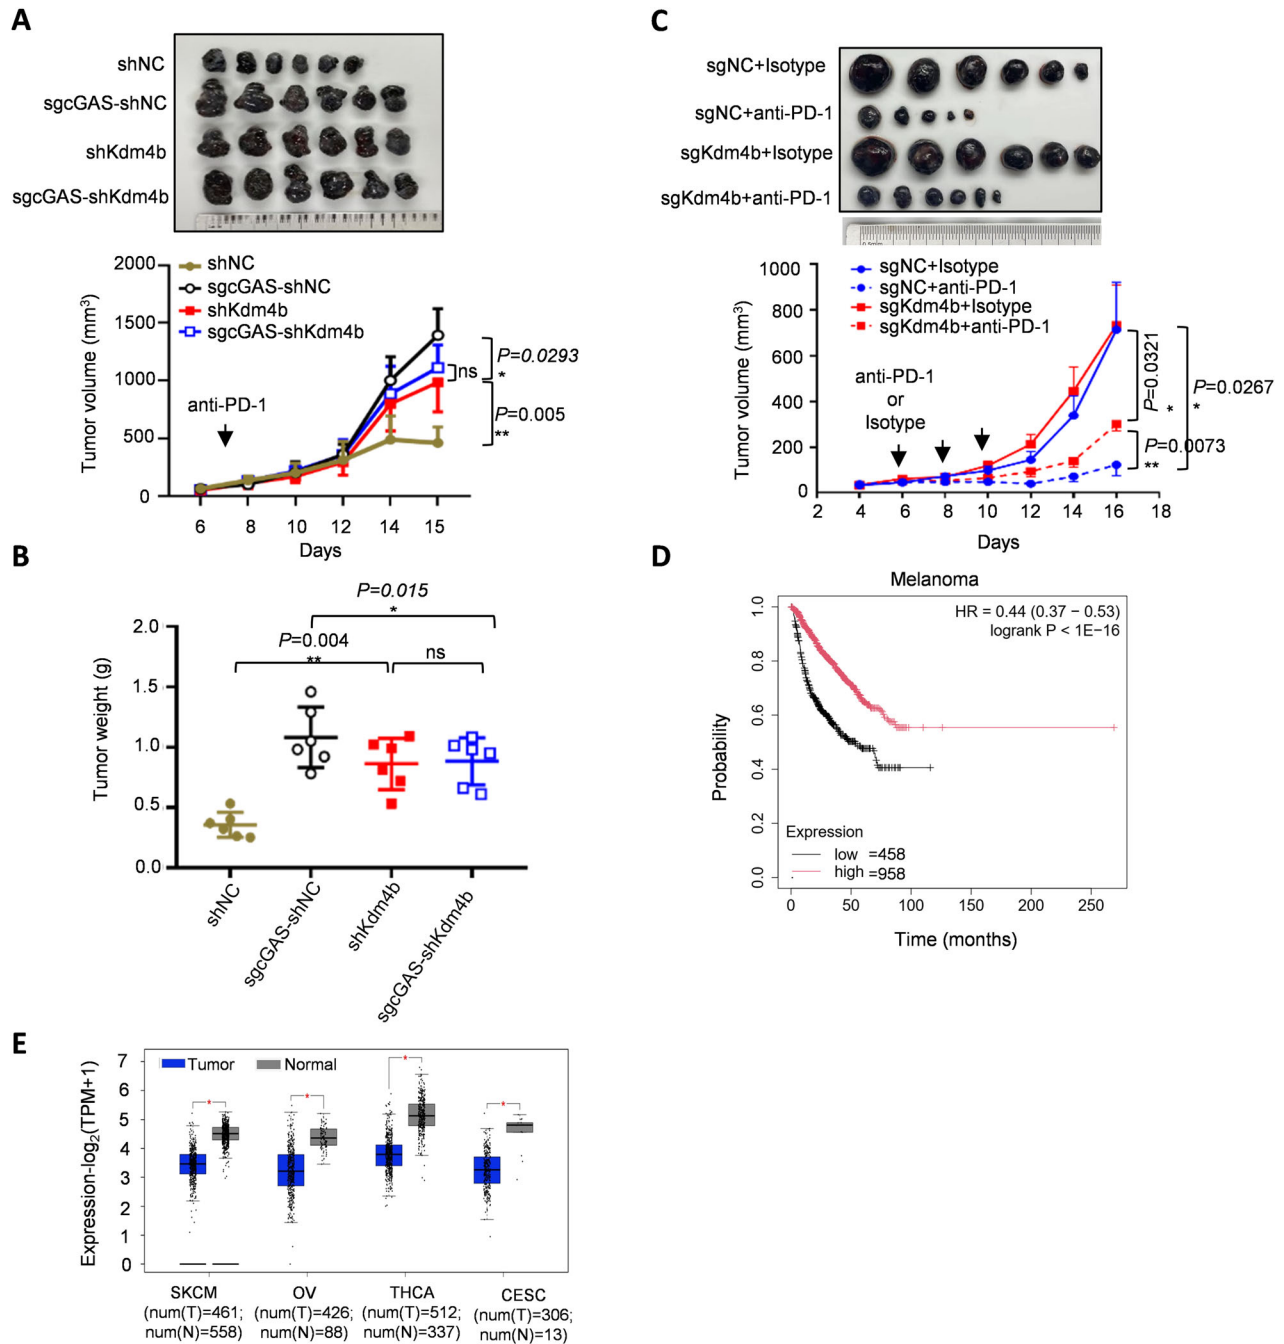 A
shNC
sgcGAS-shNC
shKdm4b
sgcGAS-shKdm4b
2000
1500
1000
500
0
Tumor volume (mm³)
shNC
sgcGAS-shNC
shKdm4b
sgcGAS-shKdm4b
anti-PD-1
ns
P=0.0293
*
P=0.005
**
6 8 10 12 14 15
Days
B
P=0.015
*
P=0.004
**
ns
2.0
1.5
1.0
0.5
0.0
Tumor weight (g)
shNC
sgcGAS-shNC
shKdm4b
sgcGAS-shKdm4b
C
sgNC+Isotype
sgNC+anti-PD-1
sgKdm4b+Isotype
sgKdm4b+anti-PD-1
1000
800
600
400
200
0
Tumor volume (mm³)
sgNC+Isotype
sgNC+anti-PD-1
sgKdm4b+Isotype
sgKdm4b+anti-PD-1
anti-PD-1
or
Isotype
P=0.0321
*
P=0.0267
*
P=0.0073
**
2 4 6 8 10 12 14 16 18
Days
D
Melanoma
HR = 0.44 (0.37 − 0.53)
logrank P < 1E−16
1.0
0.8
0.6
0.4
0.2
0.0
Probability
Expression
low =458
high =958
0 50 100 150 200 250
Time (months)
E
Tumor Normal
7
6
5
4
3
2
1
0
Expression-log₂(TPM+1)
* * * *
SKCM OV THCA CESC
(num(T)=461; (num(T)=426; (num(T)=512; (num(T)=306;
num(N)=558) num(N)=88) num(N)=337) num(N)=13)